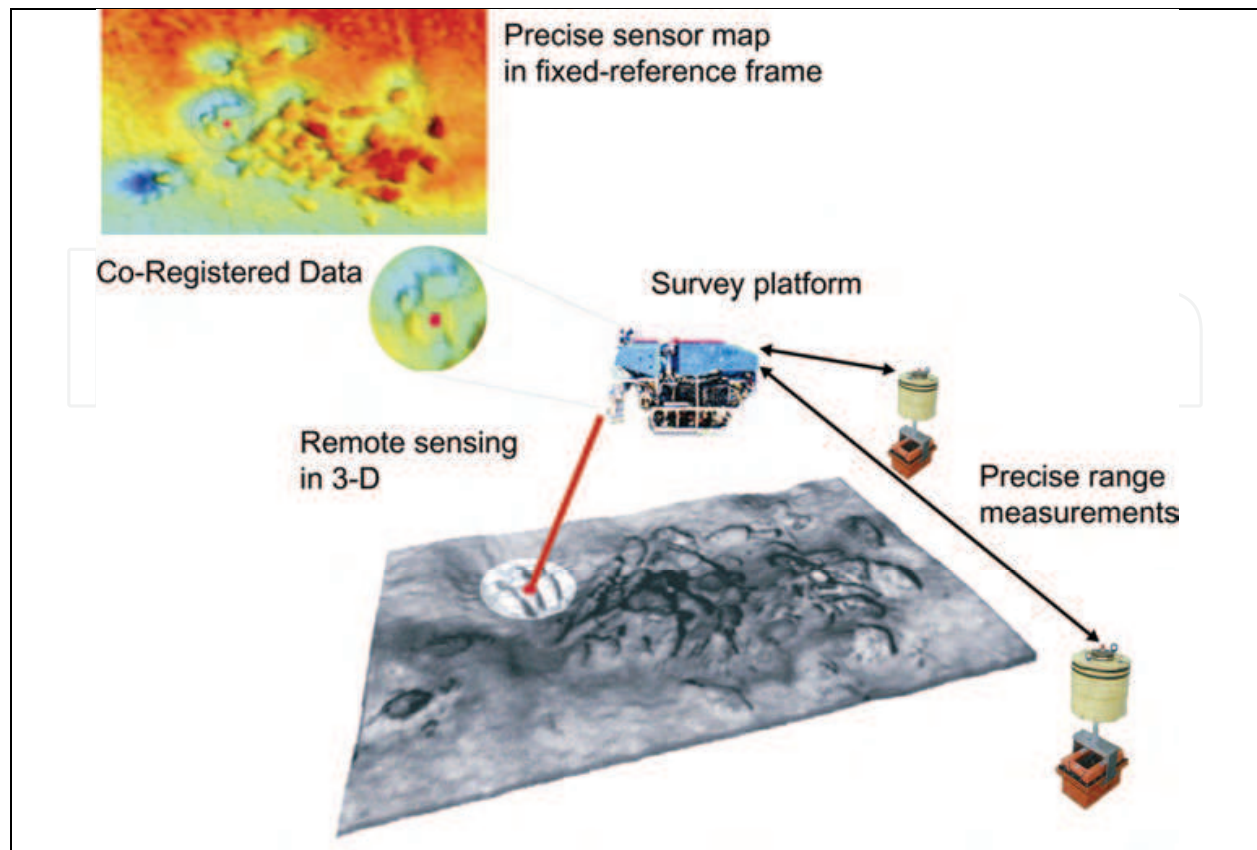 Precise sensor map
in fixed-reference frame
Co-Registered Data
Survey platform
Remote sensing
in 3-D
Precise range
measurements